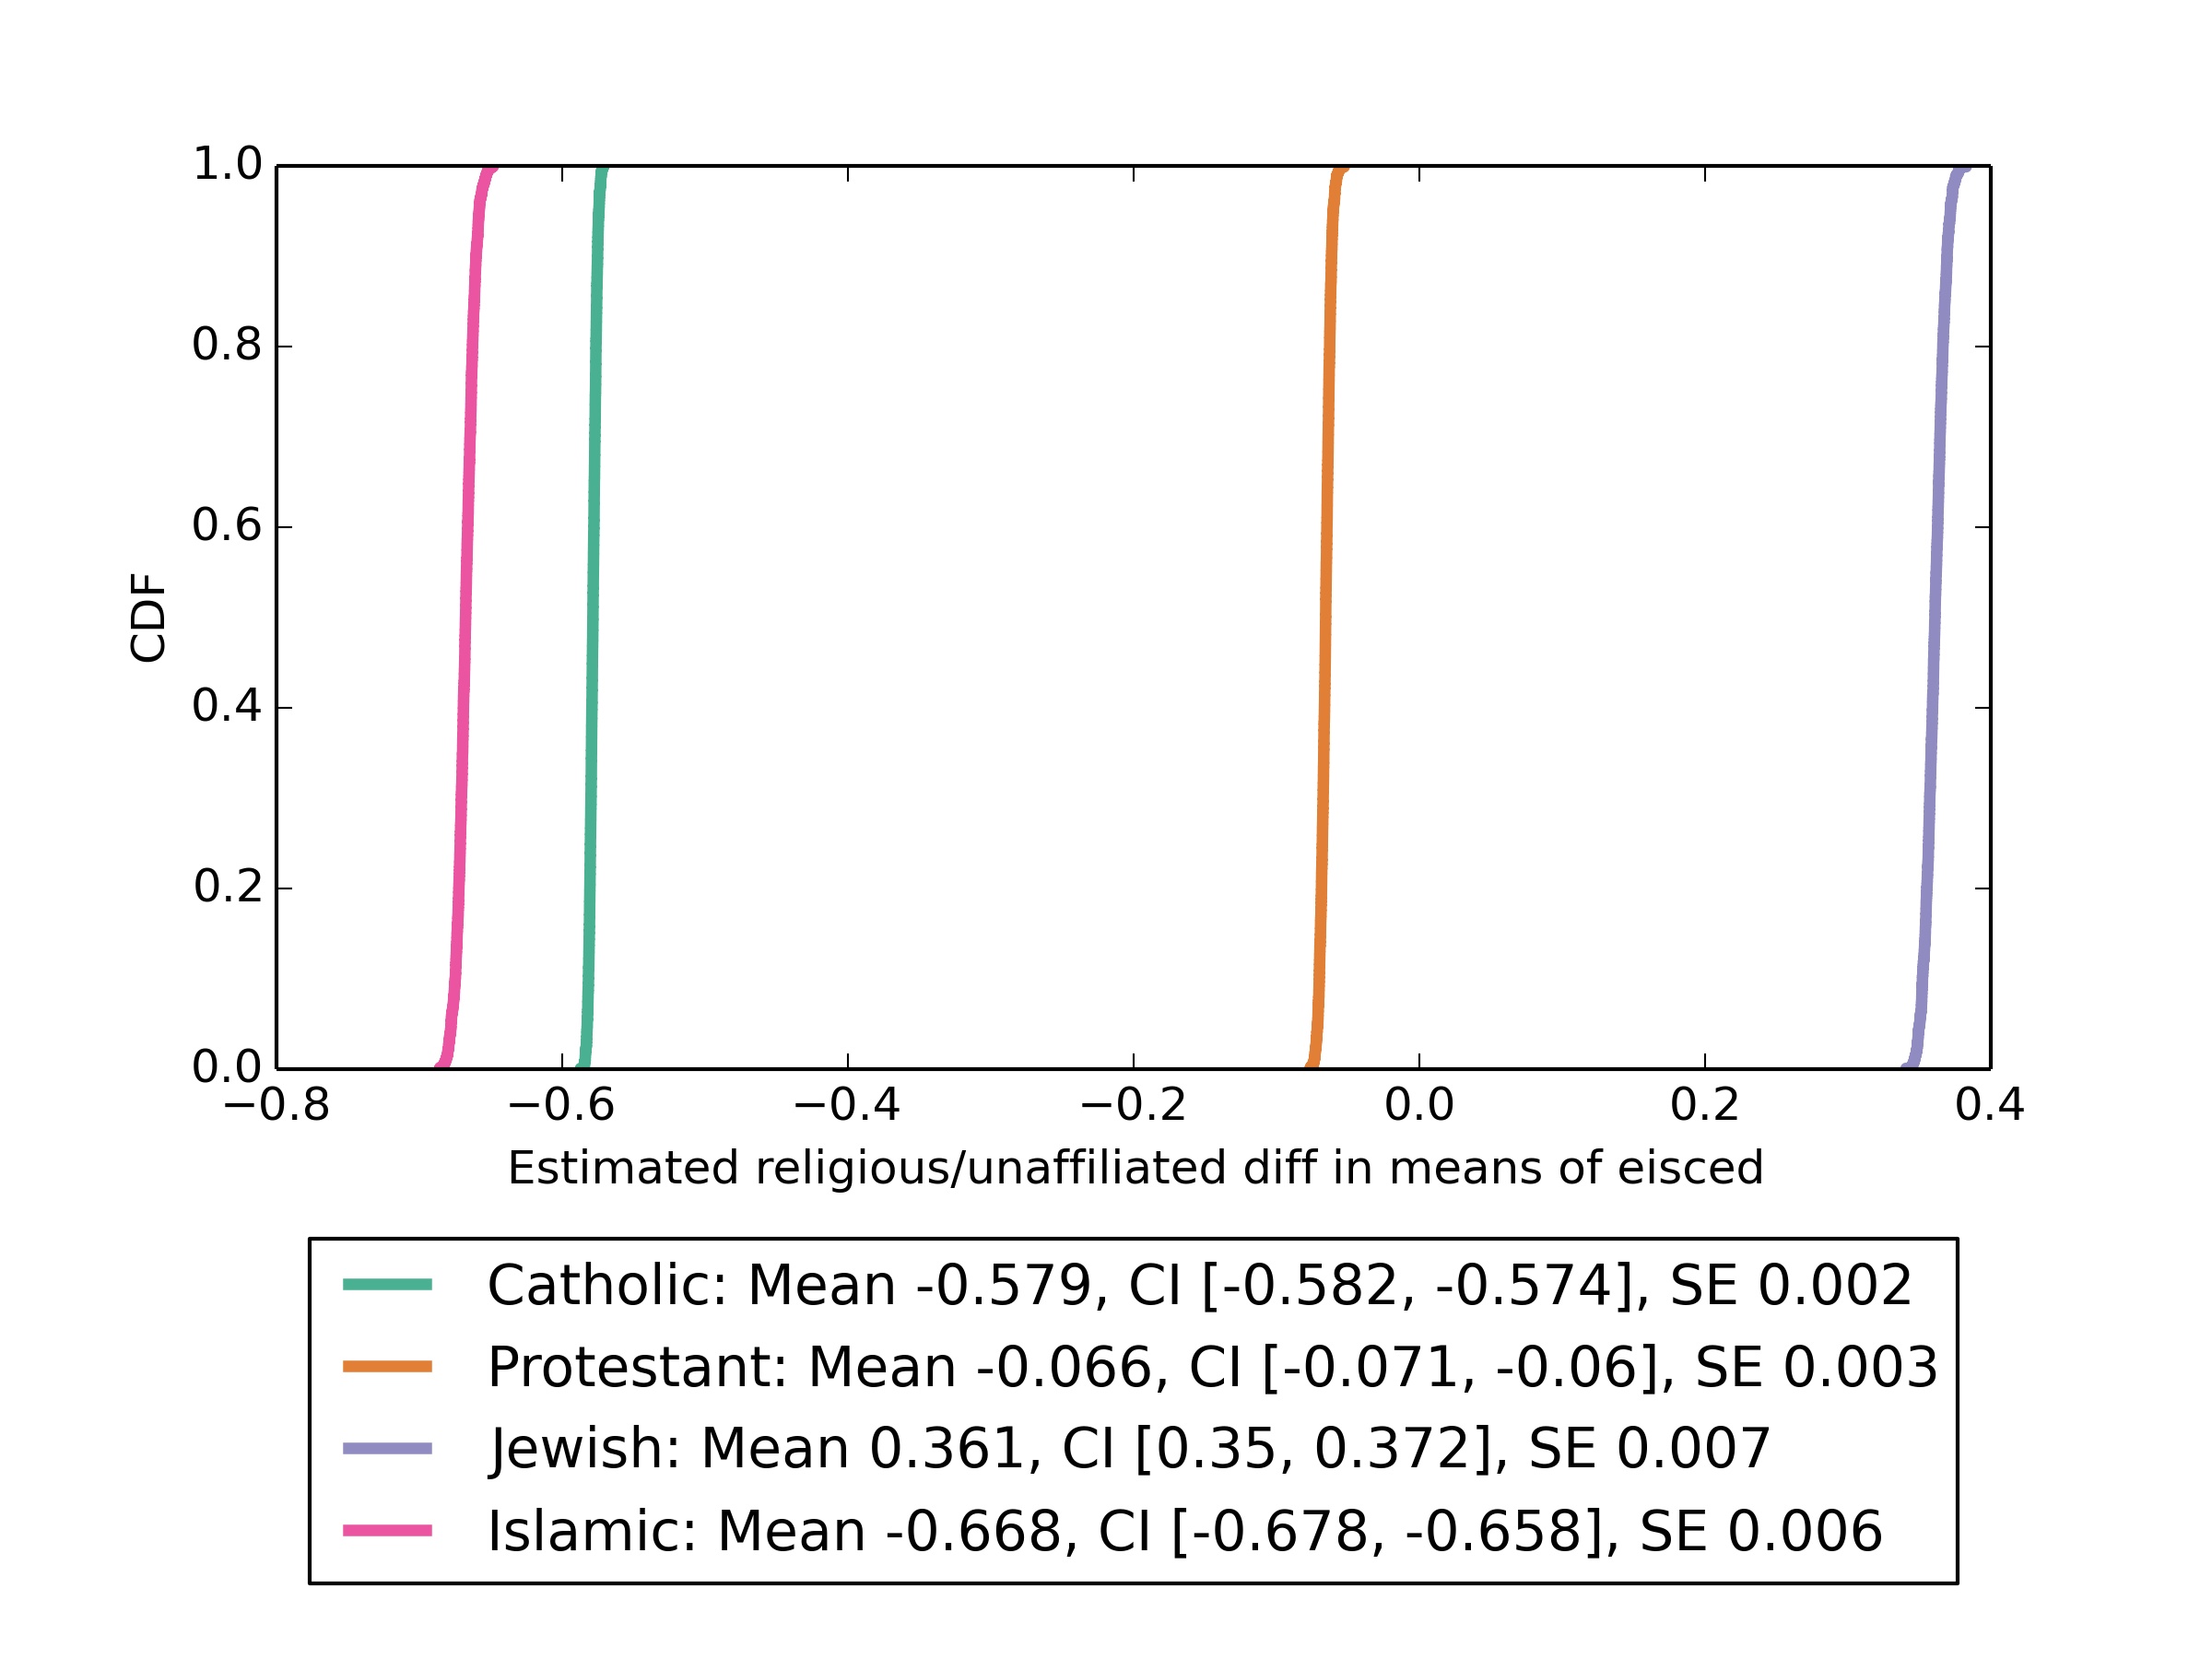 1.0
0.8
0.6
0.4
0.2
0.0
CDF
−0.8 −0.6 −0.4 −0.2 0.0 0.2 0.4
Estimated religious/unaffiliated diff in means of eisced
Catholic: Mean -0.579, CI [-0.582, -0.574], SE 0.002
Protestant: Mean -0.066, CI [-0.071, -0.06], SE 0.003
Jewish: Mean 0.361, CI [0.35, 0.372], SE 0.007
Islamic: Mean -0.668, CI [-0.678, -0.658], SE 0.006